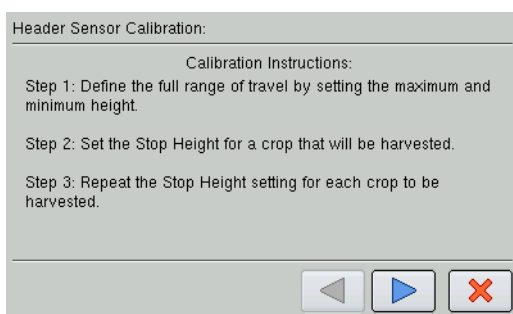 Header Sensor Calibration:
Calibration Instructions:
Step 1: Define the full range of travel by setting the maximum and
minimum height.
Step 2: Set the Stop Height for a crop that will be harvested.
Step 3: Repeat the Stop Height setting for each crop to be
harvested.